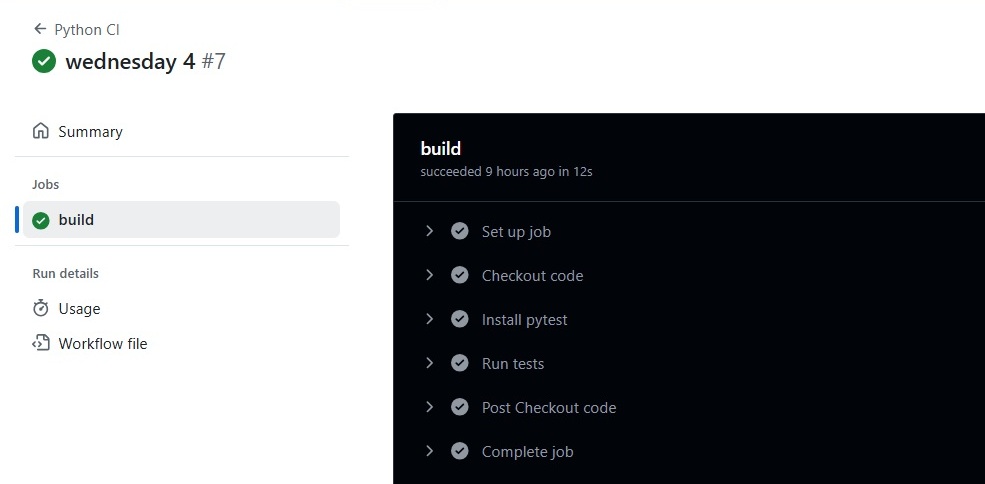 Python CI
wednesday 4 #7
Summary
Jobs
build
Run details
Usage
Workflow file
build
succeeded 9 hours ago in 12s
Set up job
Checkout code
Install pytest
Run tests
Post Checkout code
Complete job